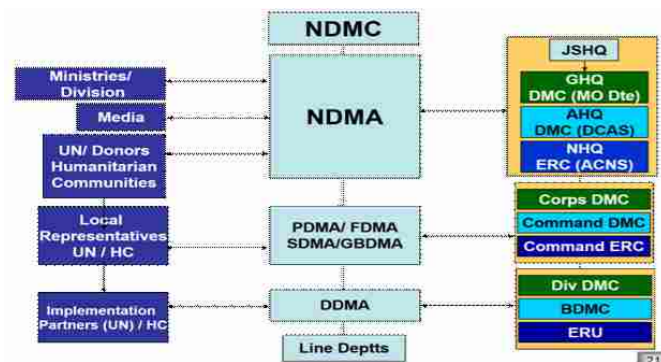 NDMC
NDMA
PDMA/ FDMA
SDMA/GBDMA
DDMA
Line Deptts
Ministries/
Division
Media
UN/ Donors
Humanitarian
Communities
Local
Representatives
UN / HC
Implementation
Partners (UN) / HC
JSHQ
GHQ
DMC (MO Dte)
AHQ
DMC (DCAS)
NHQ
ERC (ACNS)
Corps DMC
Command DMC
Command ERC
Div DMC
BDMC
ERU